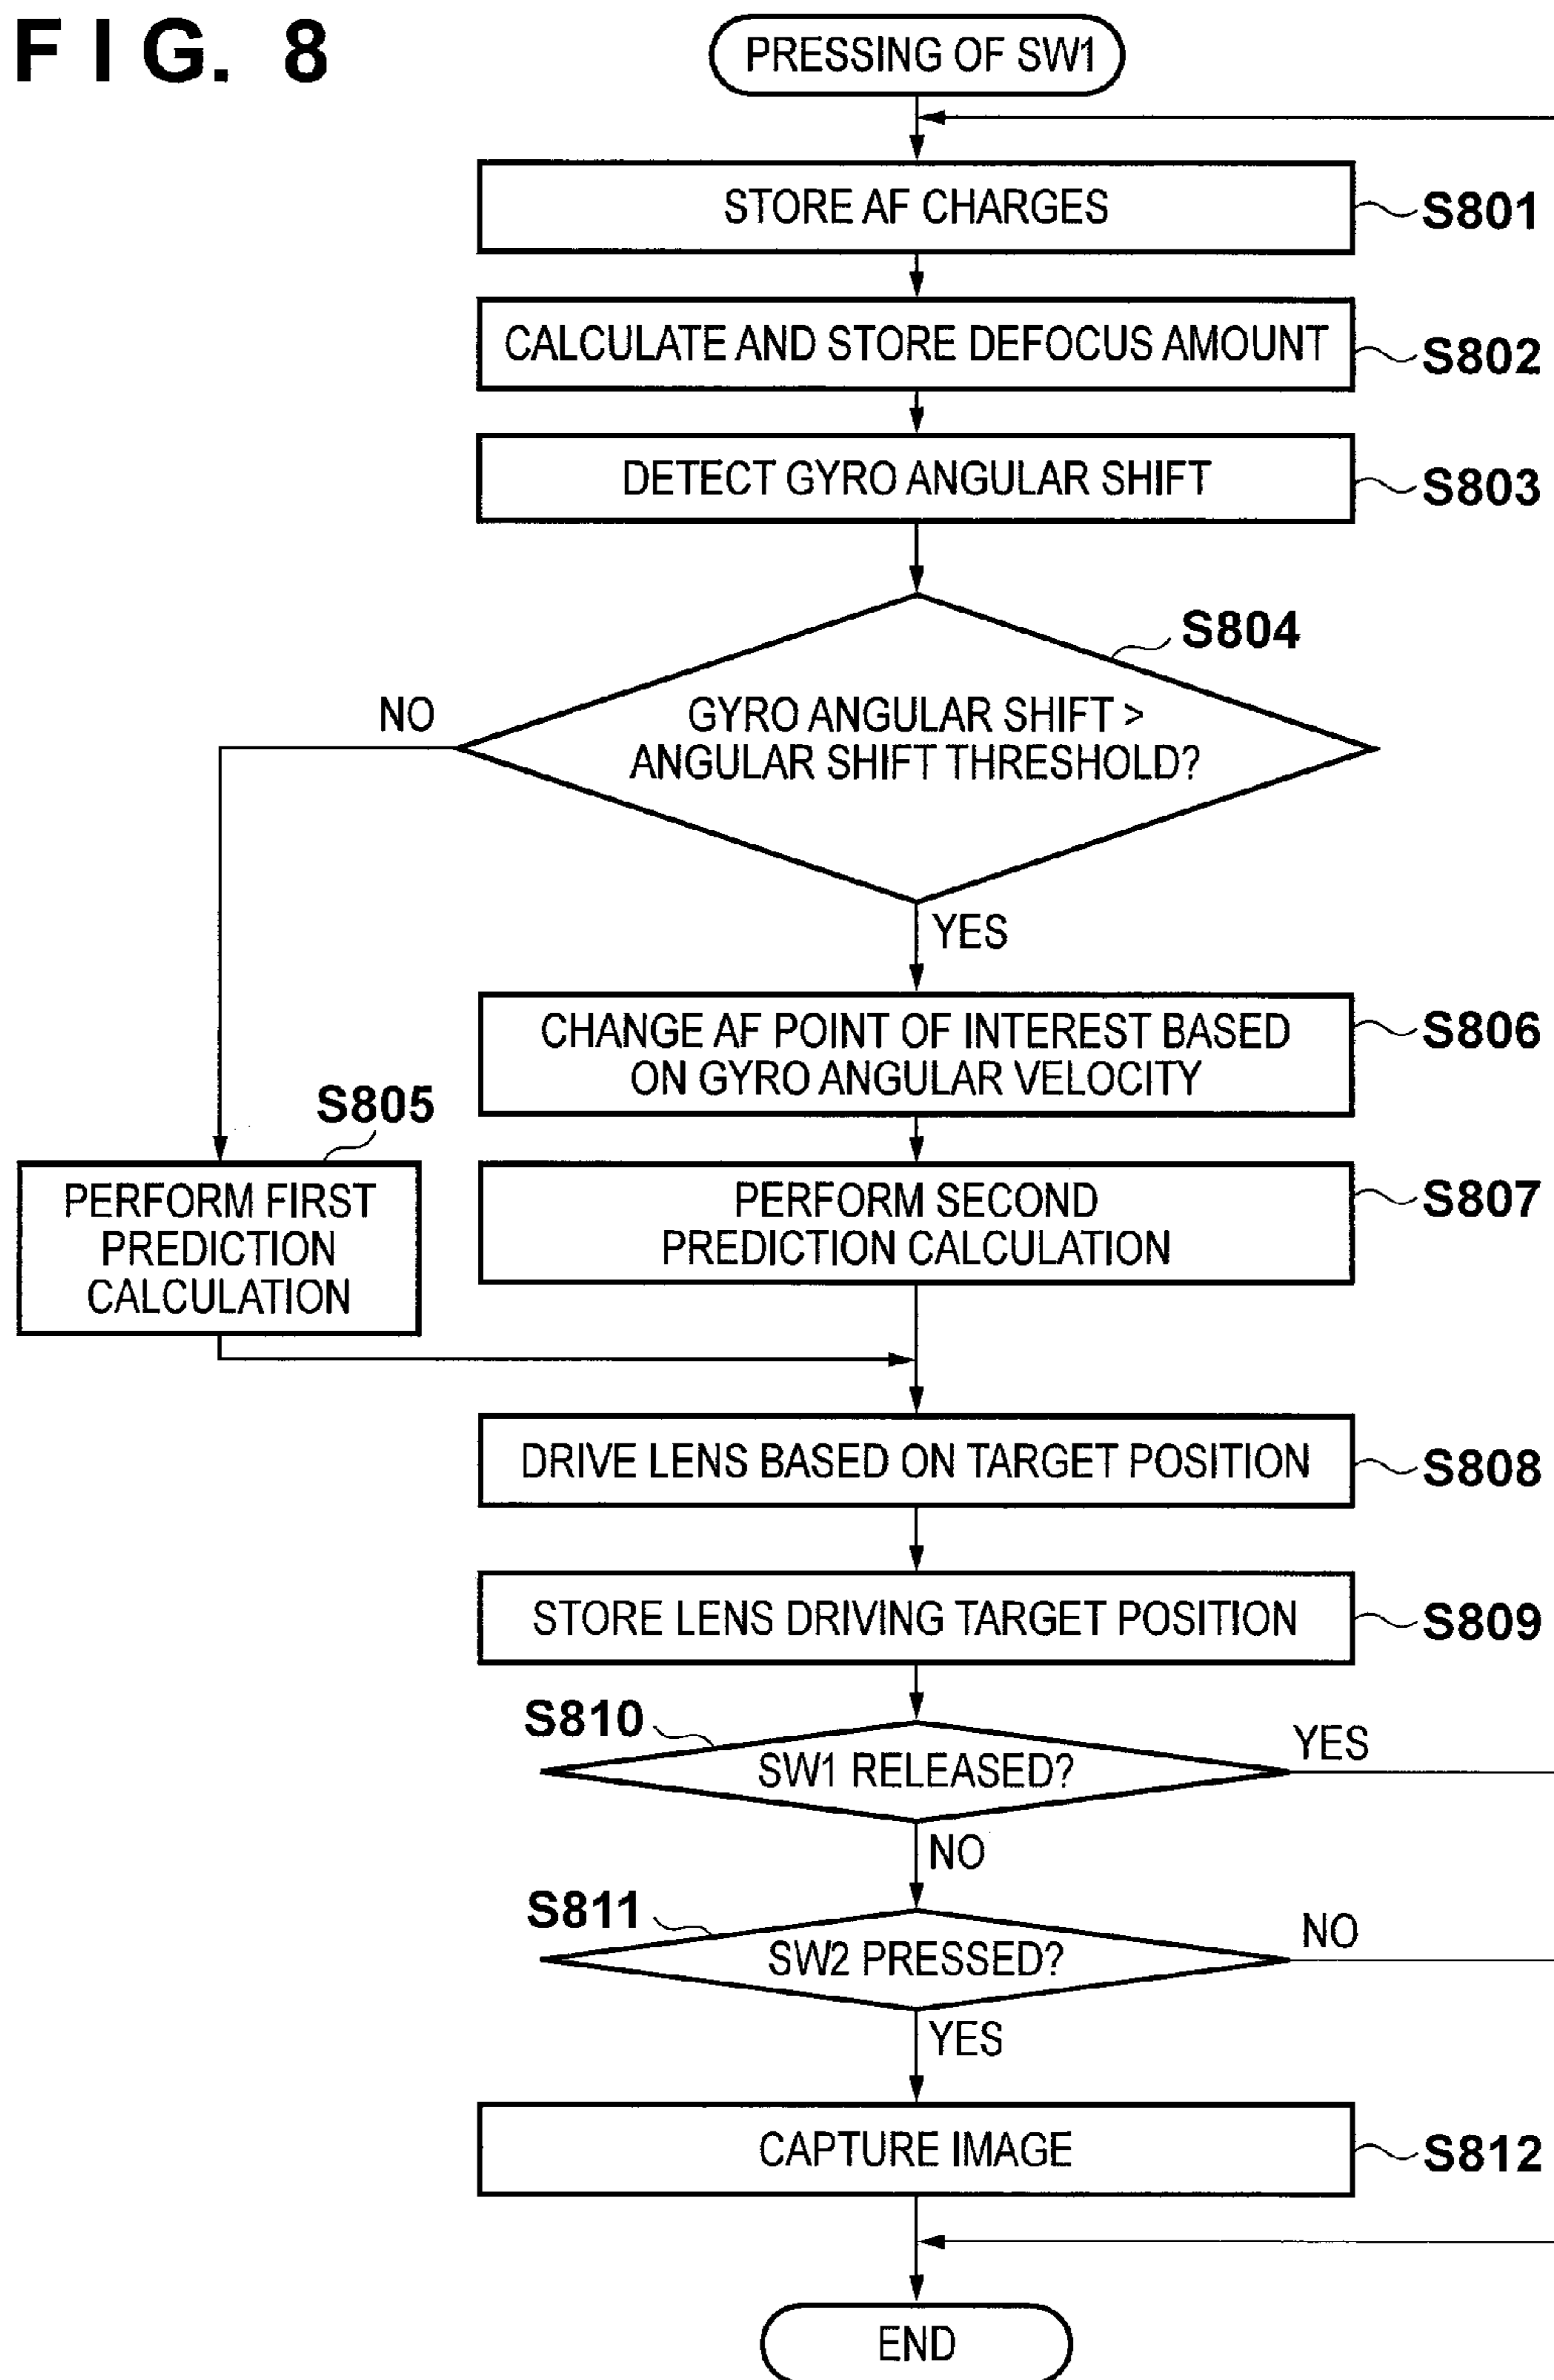 FIG. 8
PRESSING OF SW1
STORE AF CHARGES
S801
CALCULATE AND STORE DEFOCUS AMOUNT
S802
DETECT GYRO ANGULAR SHIFT
S803
S804
NO
GYRO ANGULAR SHIFT >
ANGULAR SHIFT THRESHOLD?
YES
CHANGE AF POINT OF INTEREST BASED
ON GYRO ANGULAR VELOCITY
S806
S805
PERFORM FIRST
PREDICTION
CALCULATION
PERFORM SECOND
PREDICTION CALCULATION
S807
DRIVE LENS BASED ON TARGET POSITION
S808
STORE LENS DRIVING TARGET POSITION
S809
S810
SW1 RELEASED?
YES
NO
S811
SW2 PRESSED?
NO
YES
CAPTURE IMAGE
S812
END